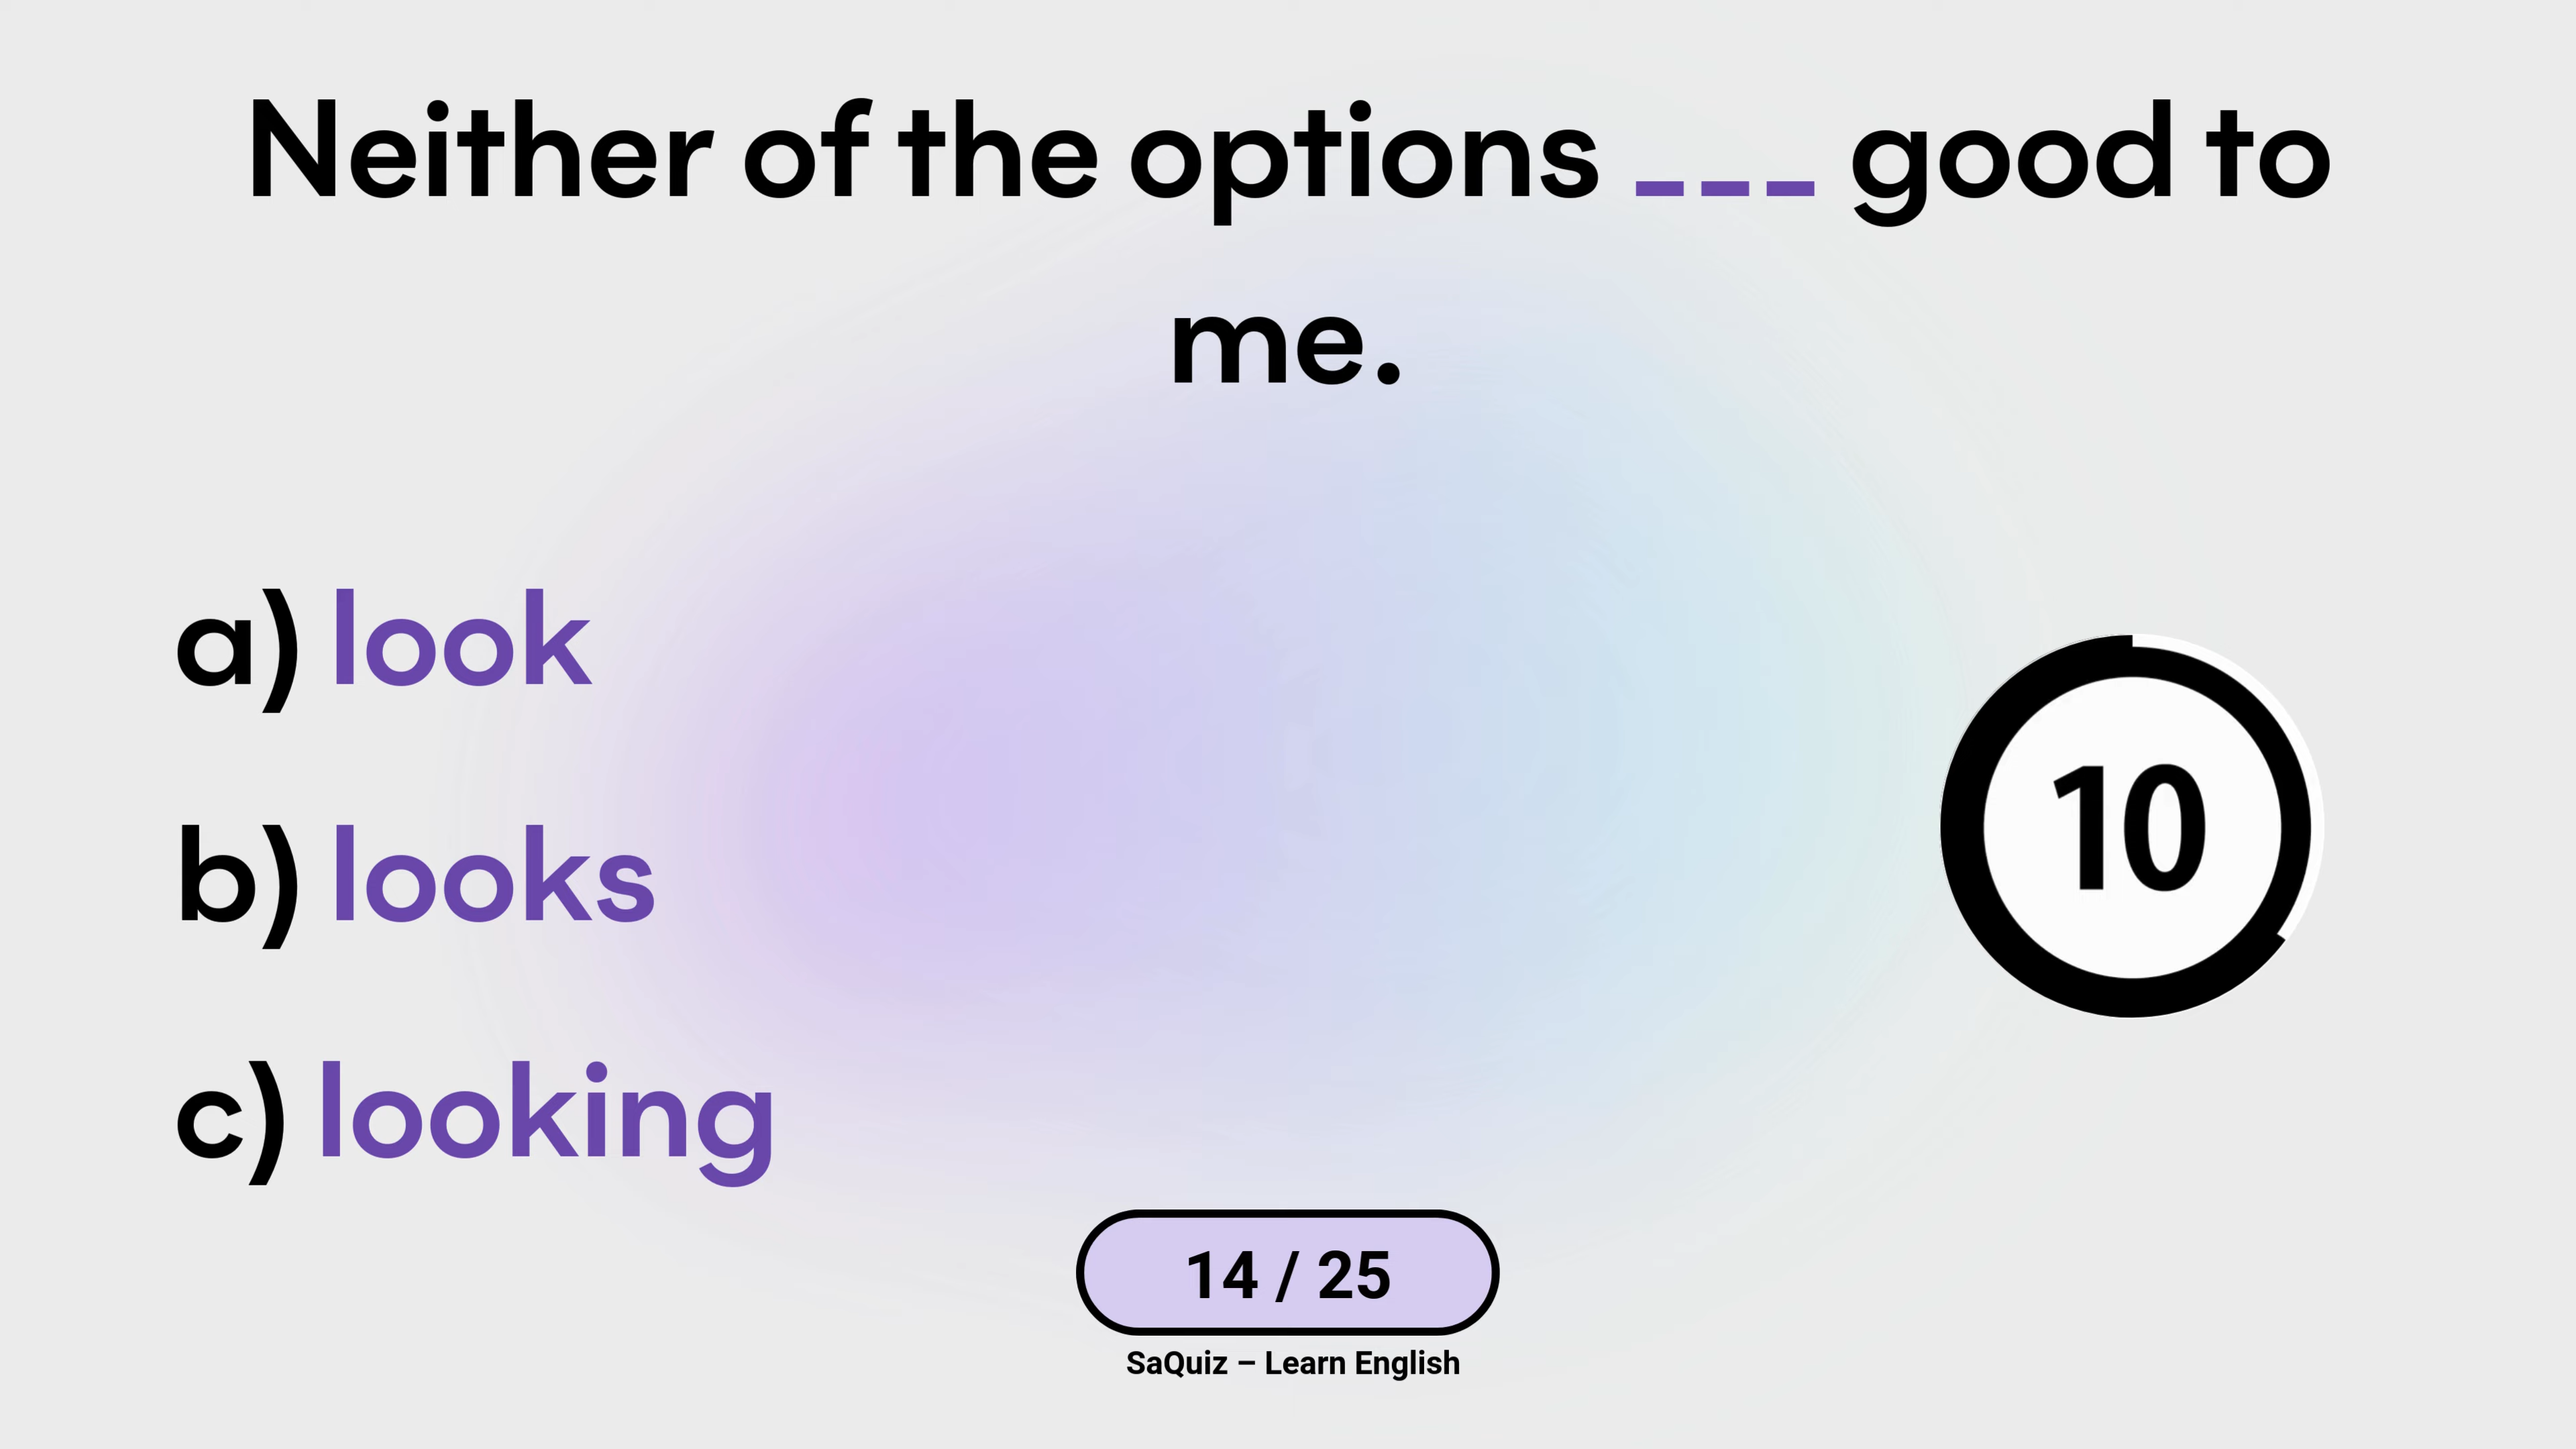 Neither of the options ___ good to
me.
a) look
b) looks
c) looking
10
14 / 25
SaQuiz – Learn English